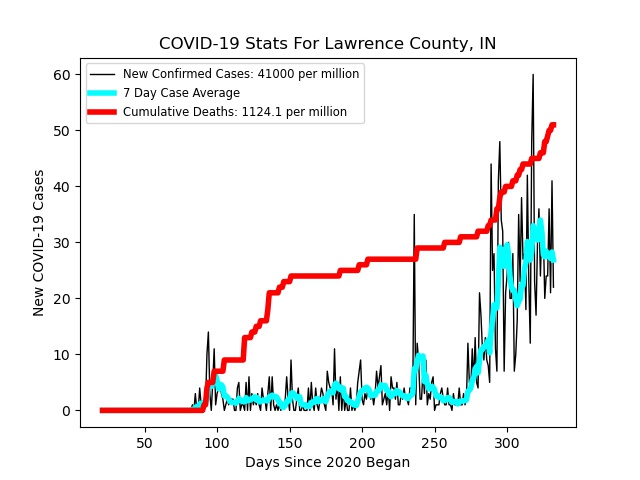 COVID-19 Stats For Lawrence County, IN
New Confirmed Cases: 41000 per million
7 Day Case Average
Cumulative Deaths: 1124.1 per million
New COVID-19 Cases
60
50
40
30
20
10
0
50 100 150 200 250 300
Days Since 2020 Began